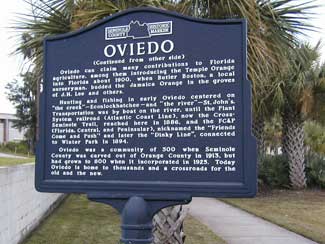 SEMINOLE COUNTY HISTORIC MARKER
OVIEDO
(Continued from other side)
Oviedo can claim many contributions to Florida
agriculture, among them introducing the Temple Orange
into Florida about 1900, when Butler Boston, a local
nurseryman, budded the Jamaica Orange in the groves
of J.H. Lee and others.
Hunting and fishing in early Oviedo centered on
"the creek"-Econlockhatchee-and "the river"-St. John's.
Transportation was by boat on the river, until the Plant
System railroad (Atlantic Coast Line), now the Cross-
Seminole Trail, reached here in 1886, and the FC&P
(Florida, Central, and Peninsular), nicknamed the "Friends
Come and Push" and later the "Dinky Line", connected
to Winter Park in 1894.
Oviedo was a community of 300 when Seminole
County was carved out of Orange County in 1913, but
had grown to 800 when it incorporated in 1925. Today
Oviedo is home to thousands and a crossroads for the
old and the new.